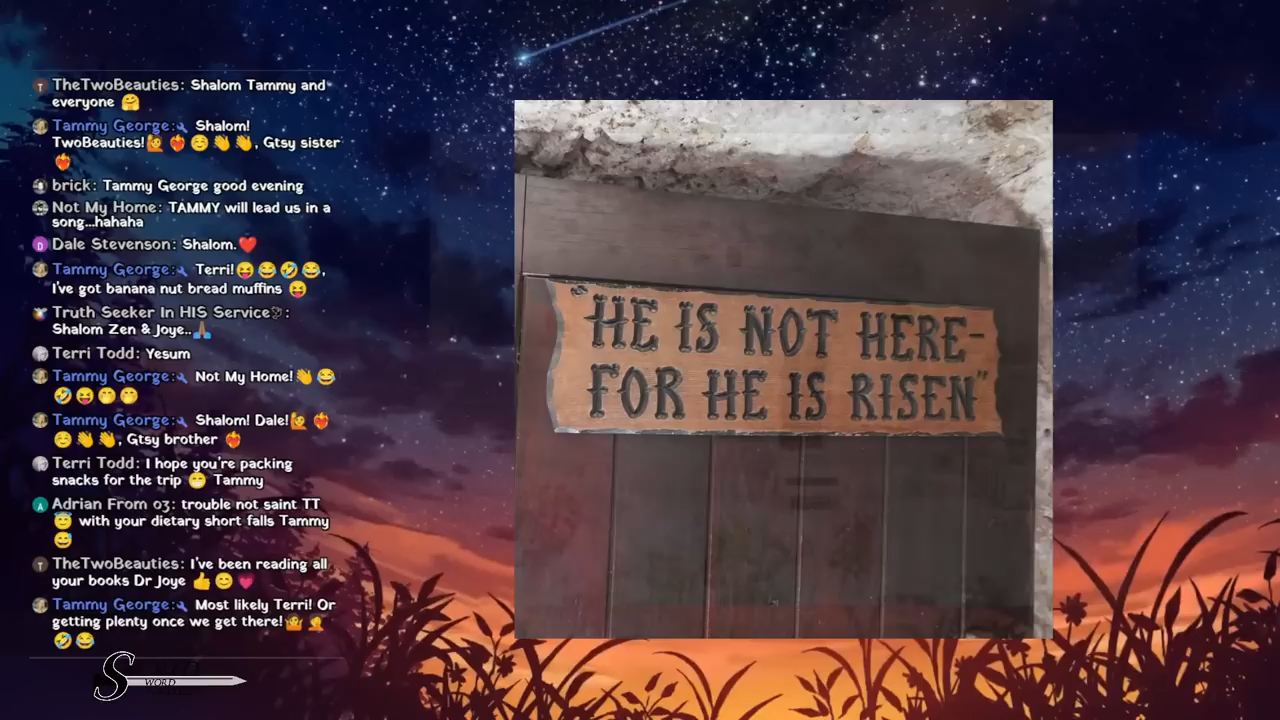 TheTwoBeauties: Shalom Tammy and
everyone 🤗
Tammy George: Shalom!
TwoBeauties!🙋❤️‍🔥☺️👋👋, Gtsy sister
❤️‍🔥
brick: Tammy George good evening
Not My Home: TAMMY will lead us in a
song...hahaha
Dale Stevenson: Shalom.❤️
Tammy George: Terri!😝😂🤣😂,
I've got banana nut bread muffins 😝
Truth Seeker In HIS Service🕊:
Shalom Zen & Joye..🙏
Terri Todd: Yesum
Tammy George: Not My Home!👋😂
🤣😝🤭🤭
Tammy George: Shalom! Dale!🙋❤️‍🔥
☺️👋👋, Gtsy brother ❤️‍🔥
Terri Todd: I hope you're packing
snacks for the trip 😁 Tammy
Adrian From 03: trouble not saint TT
😇 with your dietary short falls Tammy
😅
TheTwoBeauties: I've been reading all
your books Dr Joye 👍😊💗
Tammy George: Most likely Terri! Or
getting plenty once we get there!🤷🤦
🤣😂
SWORD
"HE IS NOT HERE-
FOR HE IS RISEN"